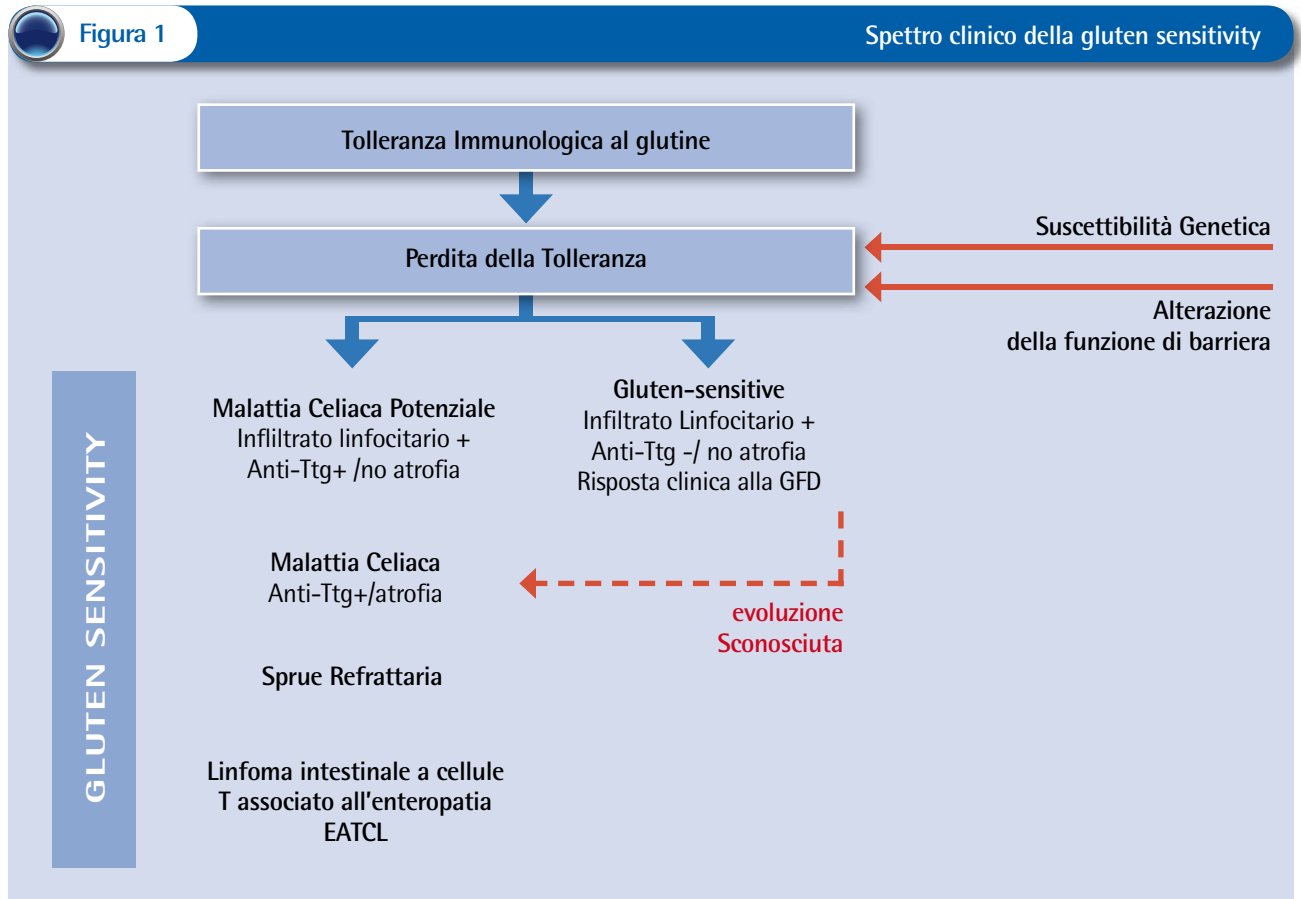 Figura 1
Spettro clinico della gluten sensitivity
Tolleranza Immunologica al glutine
Perdita della Tolleranza
Suscettibilità Genetica
Alterazione
della funzione di barriera
GLUTEN SENSITIVITY
Malattia Celiaca Potenziale
Infliltrato linfocitario +
Anti-Ttg+ /no atrofia
Gluten-sensitive
Infiltrato Linfocitario +
Anti-Ttg -/ no atrofia
Risposta clinica alla GFD
Malattia Celiaca
Anti-Ttg+/atrofia
evoluzione
Sconosciuta
Sprue Refrattaria
Linfoma intestinale a cellule
T associato all'enteropatia
EATCL